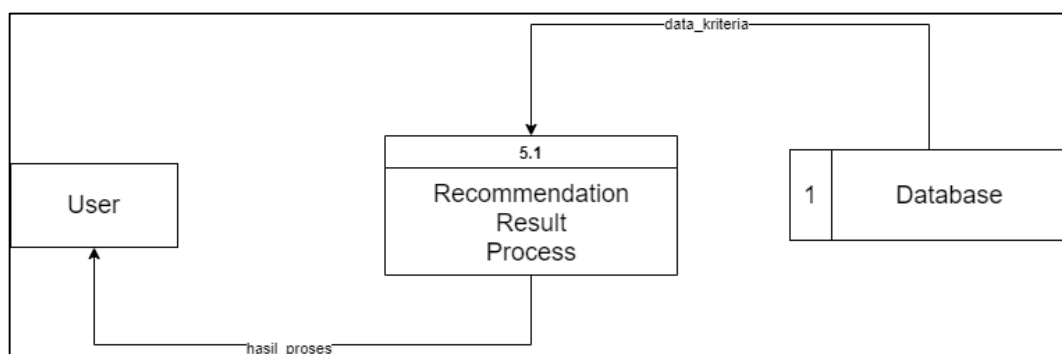 data_kriteria
5.1
User
Recommendation
Result
Process
1
Database
hasil_proses